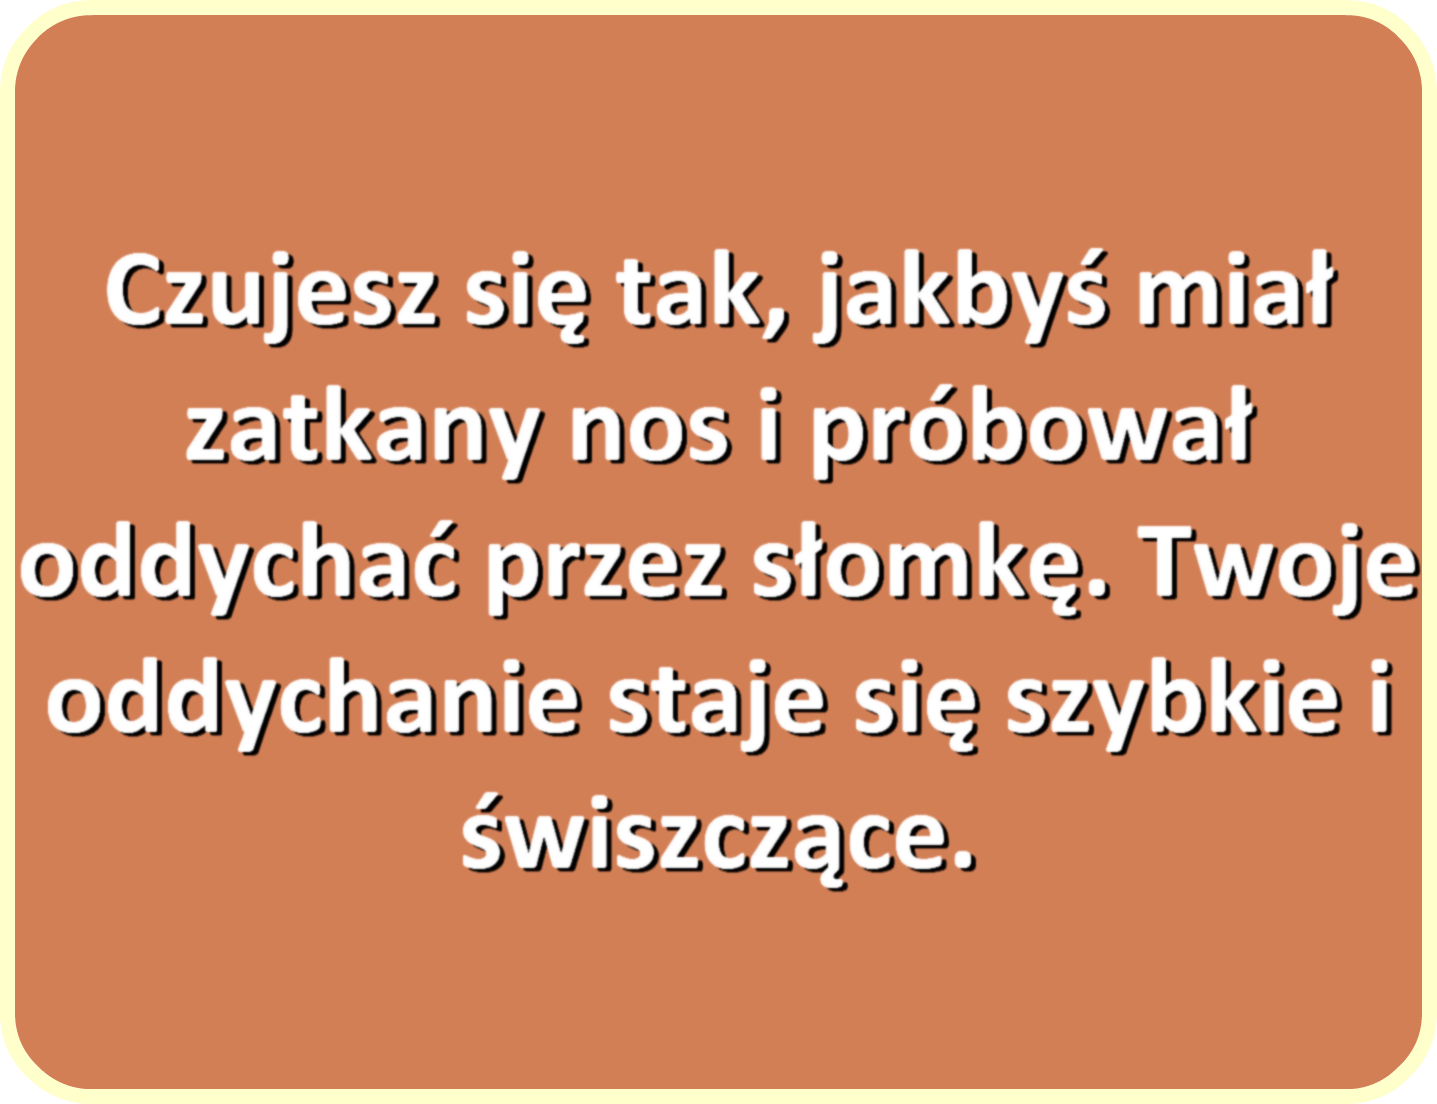 Czujesz się tak, jakbyś miał
zatkany nos i próbował
oddychać przez słomkę. Twoje
oddychanie staje się szybkie i
świszczące.